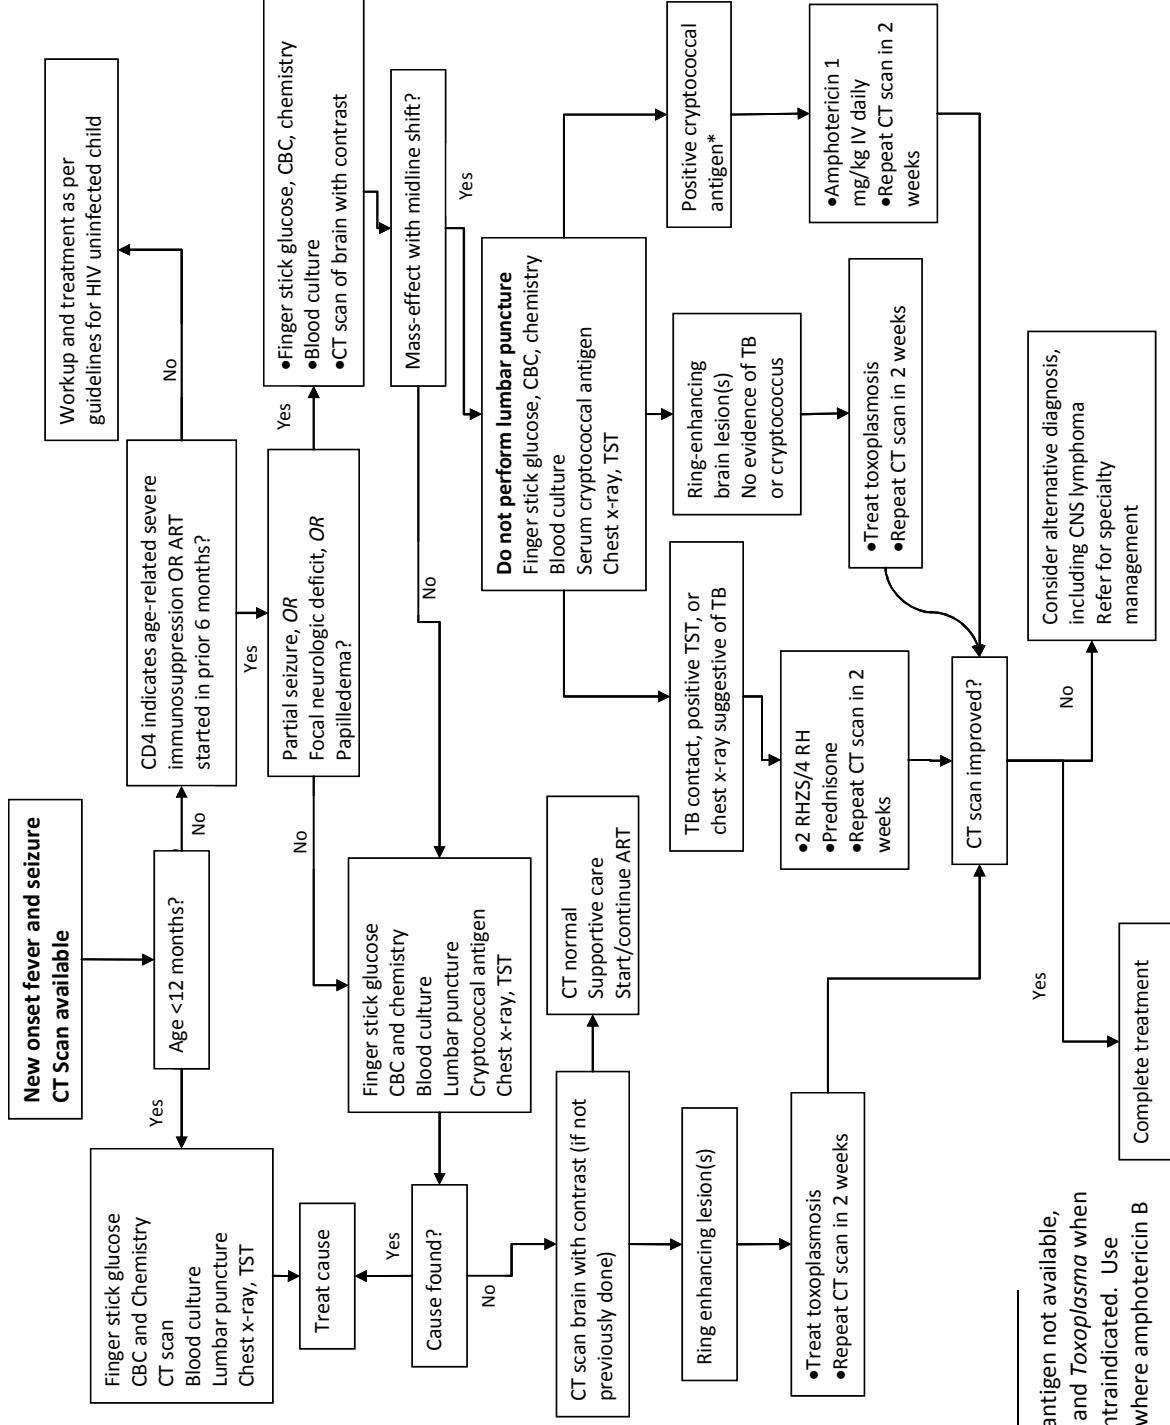 New onset fever and seizure
CT Scan available
Age <12 months?
Yes
No
Finger stick glucose
CBC and Chemistry
CT scan
Blood culture
Lumbar puncture
Chest x-ray, TST
Treat cause
CD4 indicates age-related severe
immunosuppression OR ART
started in prior 6 months?
No
Workup and treatment as per
guidelines for HIV uninfected child
Yes
Partial seizure, OR
Focal neurologic deficit, OR
Papilledema?
Yes
•Finger stick glucose, CBC, chemistry
•Blood culture
•CT scan of brain with contrast
Mass-effect with midline shift?
No
No
Yes
Finger stick glucose
CBC and chemistry
Blood culture
Lumbar puncture
Cryptococcal antigen
Chest x-ray, TST
Cause found?
Yes
No
CT scan brain with contrast (if not
previously done)
CT normal
Supportive care
Start/continue ART
Ring enhancing lesion(s)
•Treat toxoplasmosis
•Repeat CT scan in 2 weeks
Do not perform lumbar puncture
Finger stick glucose, CBC, chemistry
Blood culture
Serum cryptococcal antigen
Chest x-ray, TST
TB contact, positive TST, or
chest x-ray suggestive of TB
•2 RHZS/4 RH
•Prednisone
•Repeat CT scan in 2
weeks
Ring-enhancing
brain lesion(s)
No evidence of TB
or cryptococcus
•Treat toxoplasmosis
•Repeat CT scan in 2 weeks
Positive cryptococcal
antigen*
•Amphotericin 1
mg/kg IV daily
•Repeat CT scan in 2
weeks
CT scan improved?
Yes
No
Complete treatment
Consider alternative diagnosis,
including CNS lymphoma
Refer for specialty
management
antigen not available,
and Toxoplasma when
ntraindicated. Use
where amphotericin B